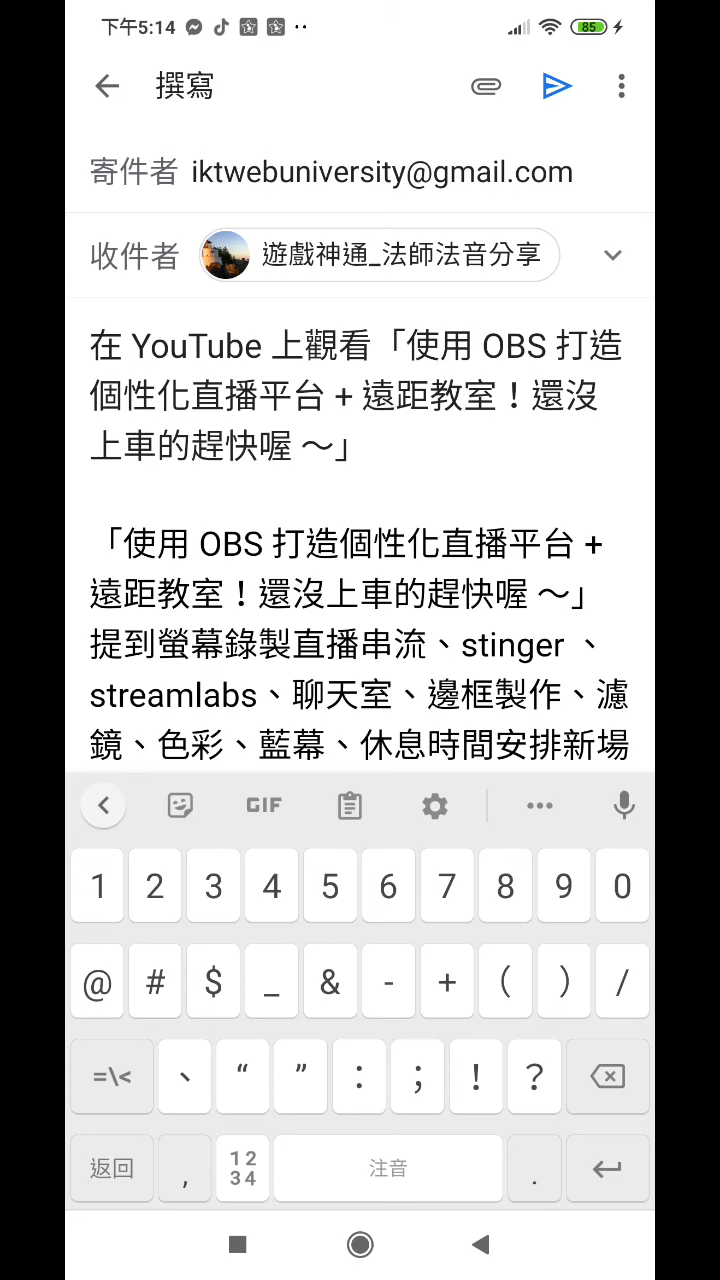 下午5:14
85
撰寫
寄件者 iktwebuniversity@gmail.com
收件者 遊戲神通_法師法音分享
在 YouTube 上觀看「使用 OBS 打造
個性化直播平台 + 遠距教室！還沒
上車的趕快喔 ～」
「使用 OBS 打造個性化直播平台 +
遠距教室！還沒上車的趕快喔 ～」
提到螢幕錄製直播串流、stinger 、
streamlabs、聊天室、邊框製作、濾
鏡、色彩、藍幕、休息時間安排新場
GIF
1 2 3 4 5 6 7 8 9 0
@ # $ _ & - + ( ) /
=\< 、 “ ” : ; ! ?
返回 , 12 34 注音 .